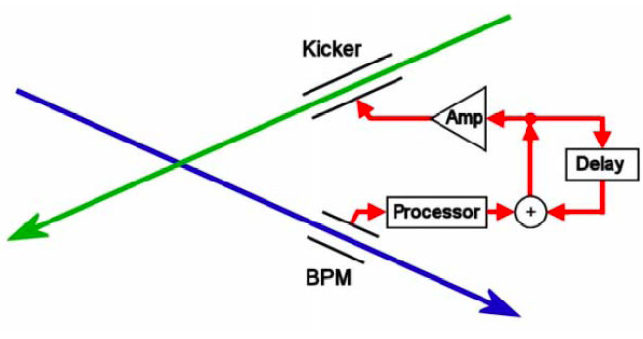 Kicker
Amp
Delay
Processor
+
BPM